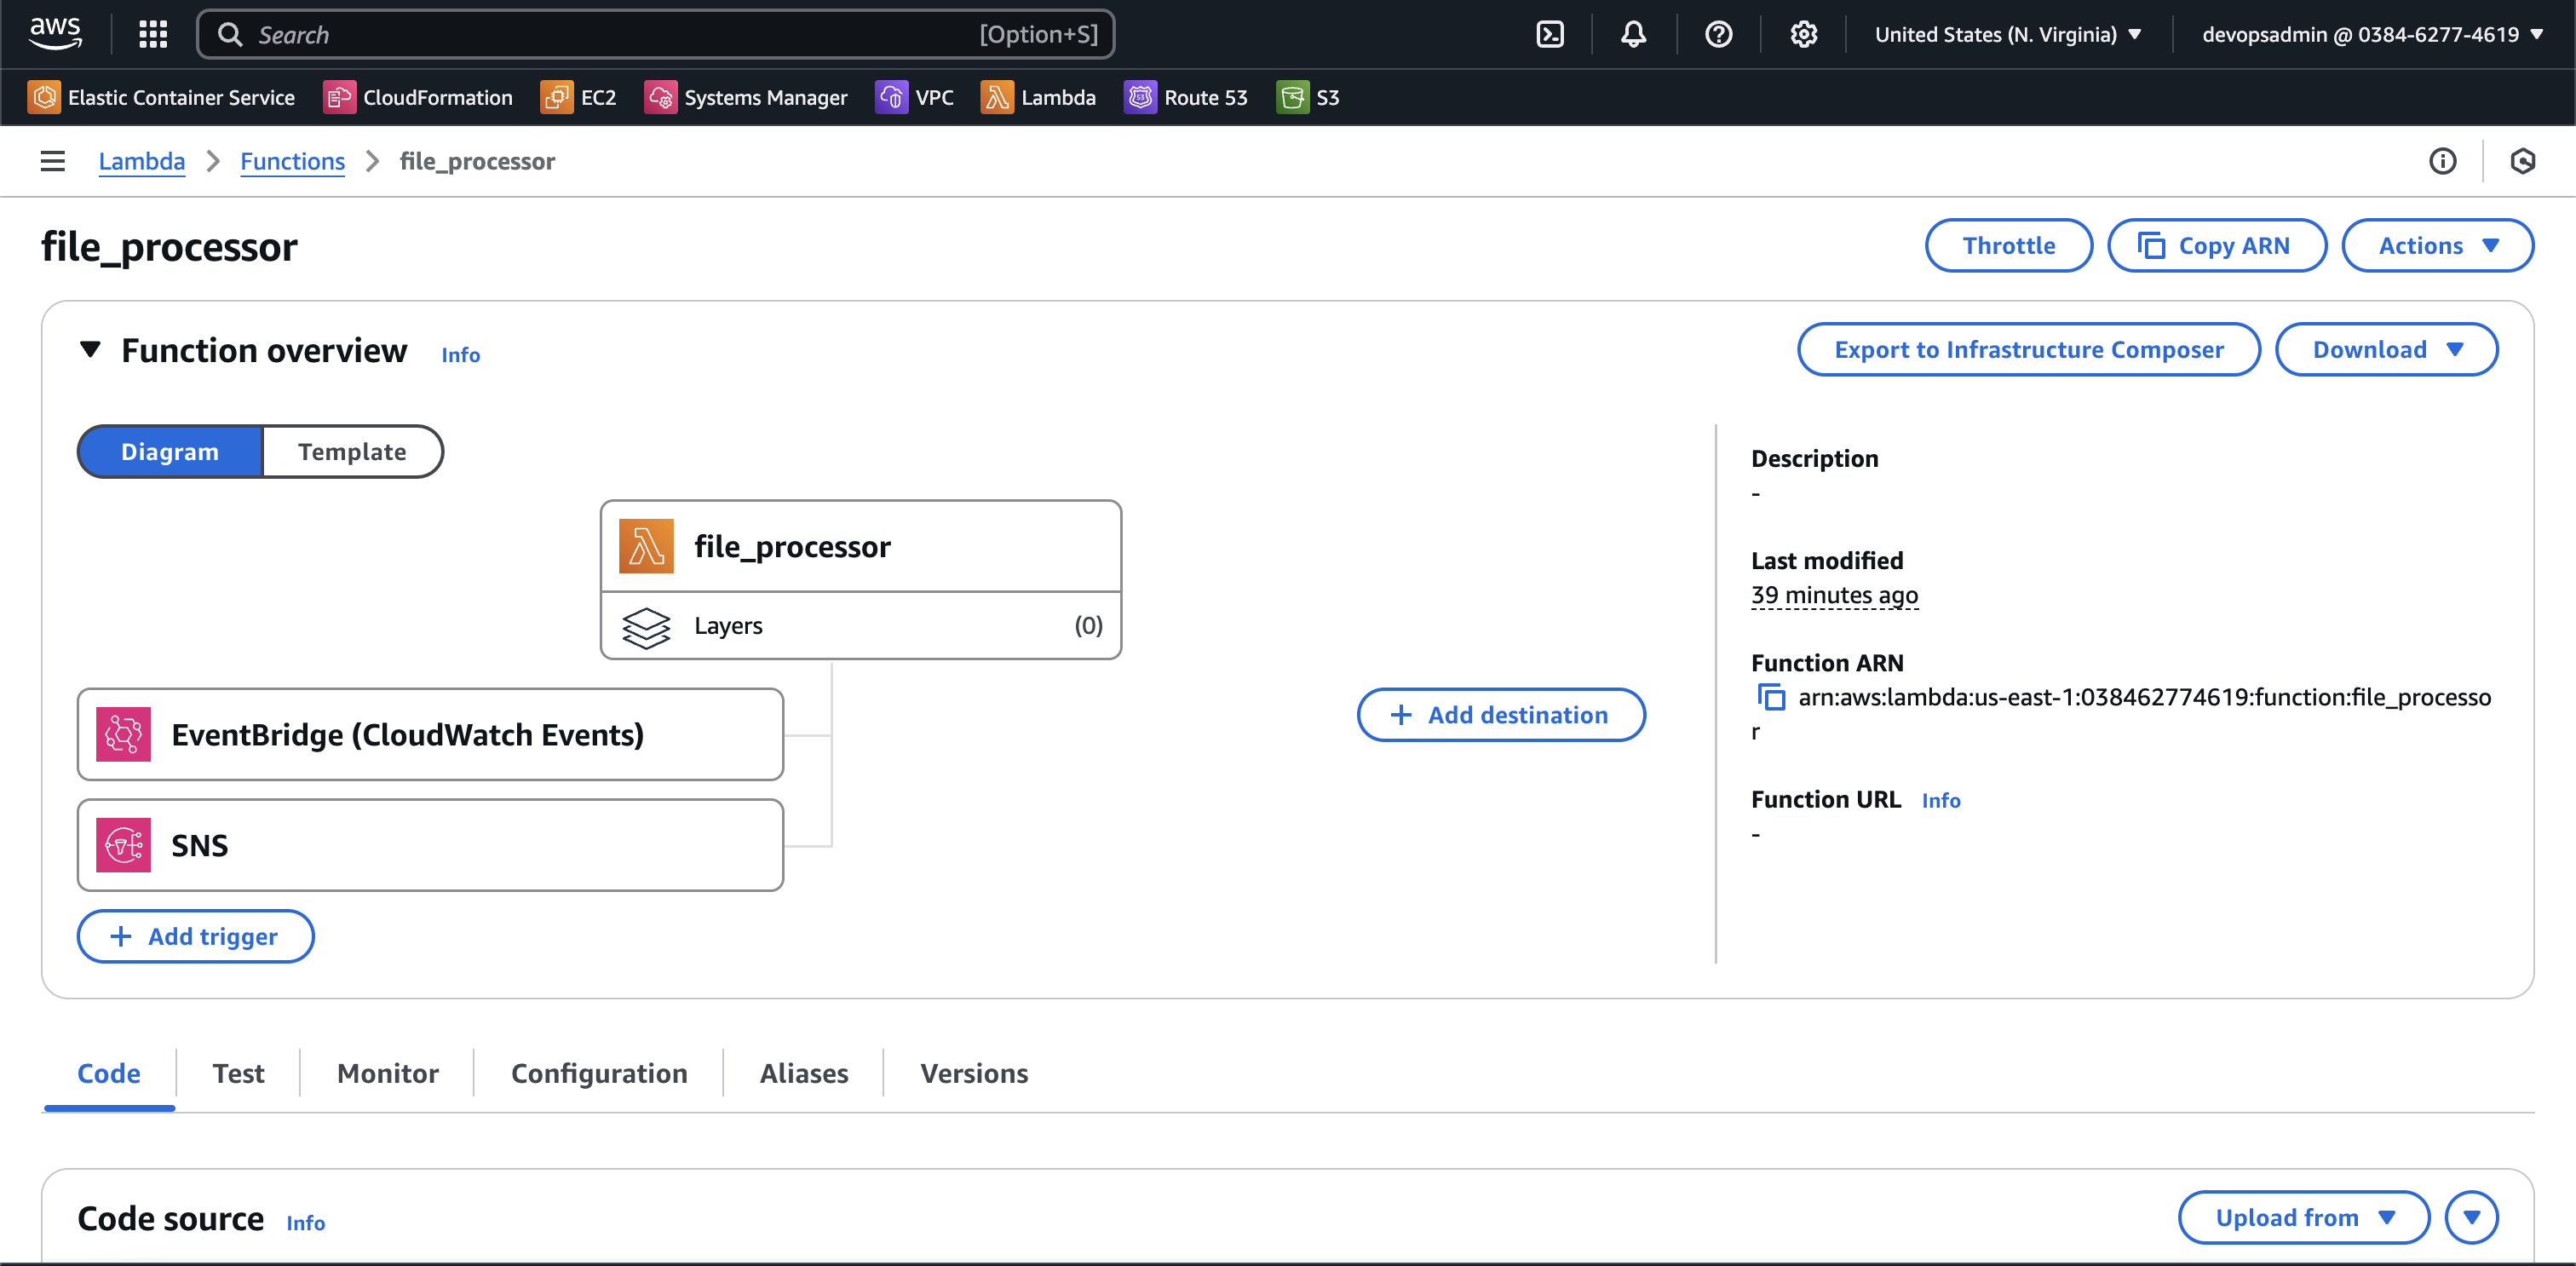 aws
Search [Option+S]
United States (N. Virginia)
devopsadmin @ 0384-6277-4619
Elastic Container Service
CloudFormation
EC2
Systems Manager
VPC
Lambda
Route 53
S3
Lambda
Functions
file_processor
file_processor
Throttle
Copy ARN
Actions
Function overview
Info
Export to Infrastructure Composer
Download
Diagram
Template
file_processor
Layers
(0)
EventBridge (CloudWatch Events)
SNS
+ Add trigger
+ Add destination
Description
-
Last modified
39 minutes ago
Function ARN
arn:aws:lambda:us-east-1:038462774619:function:file_processo
r
Function URL
Info
-
Code
Test
Monitor
Configuration
Aliases
Versions
Code source
Info
Upload from